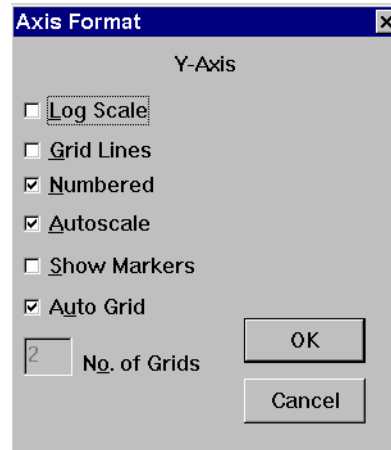 Axis Format
Y-Axis
Log Scale
Grid Lines
Numbered
Autoscale
Show Markers
Auto Grid
2 No. of Grids
OK
Cancel